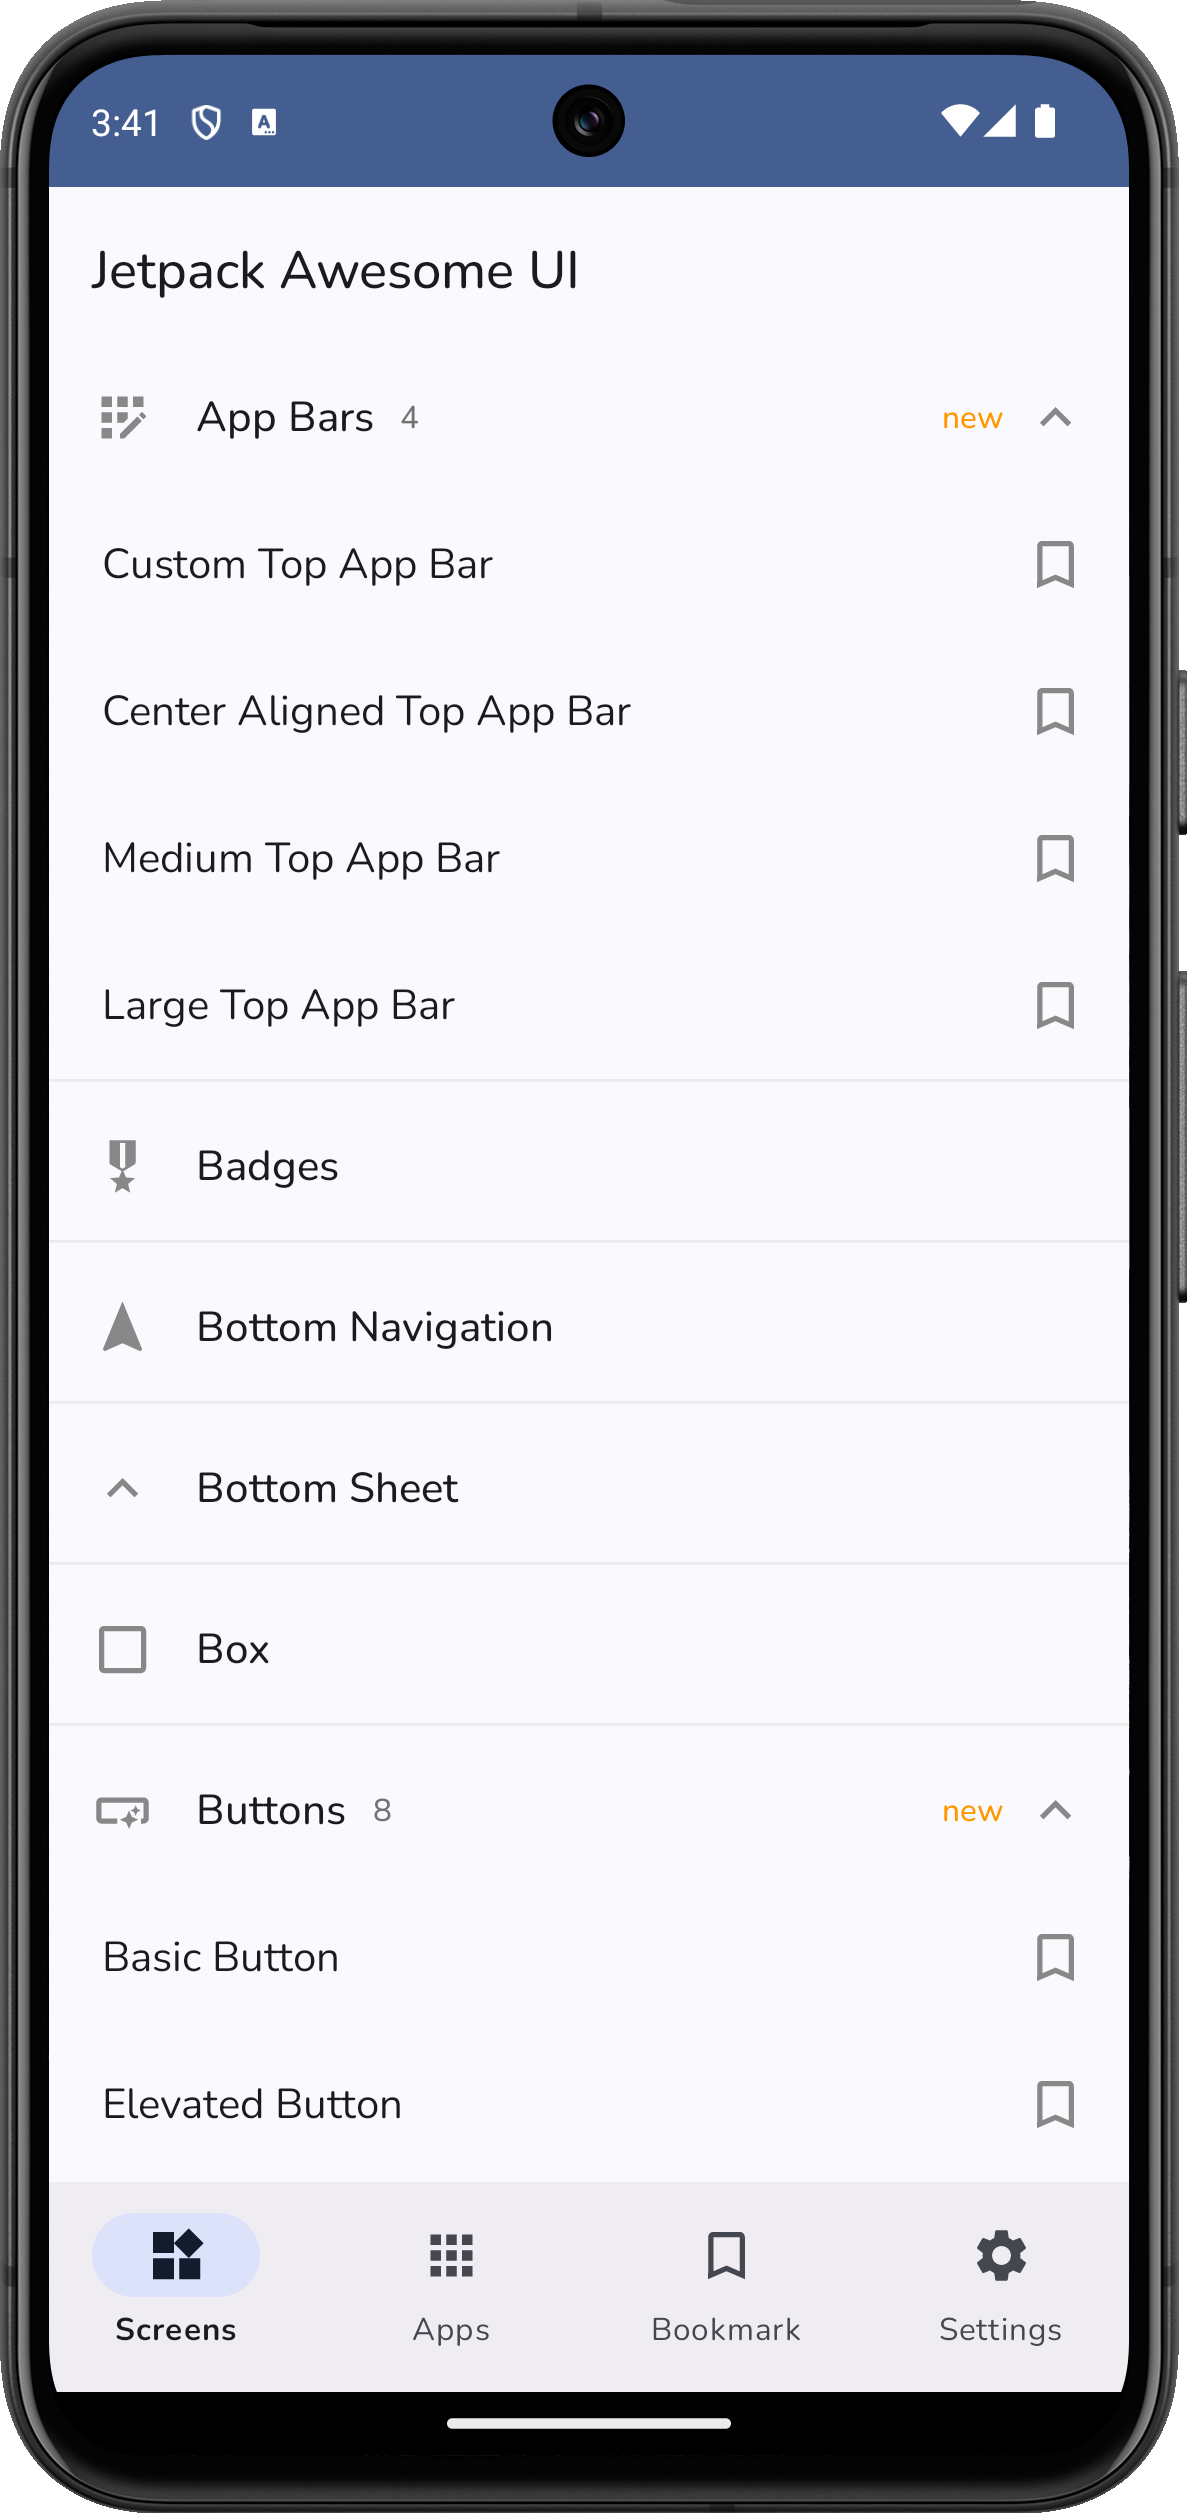 3:41
Jetpack Awesome UI
App Bars 4 new
Custom Top App Bar
Center Aligned Top App Bar
Medium Top App Bar
Large Top App Bar
Badges
Bottom Navigation
Bottom Sheet
Box
Buttons 8 new
Basic Button
Elevated Button
Screens Apps Bookmark Settings